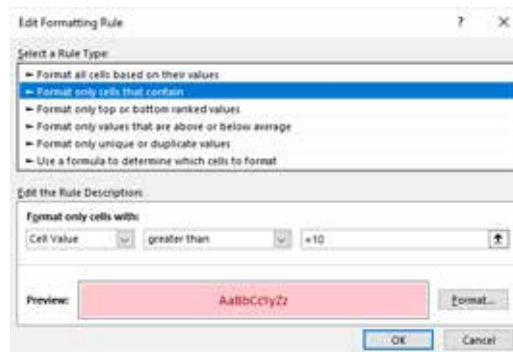 Edit Formatting Rule ? ×
Select a Rule Type:
► Format all cells based on their values
► Format only cells that contain
► Format only top or bottom ranked values
► Format only values that are above or below average
► Format only unique or duplicate values
► Use a formula to determine which cells to format
Edit the Rule Description:
Format only cells with:
Cell Value greater than =10
Preview: AaBbCcYyZz Format...
OK Cancel